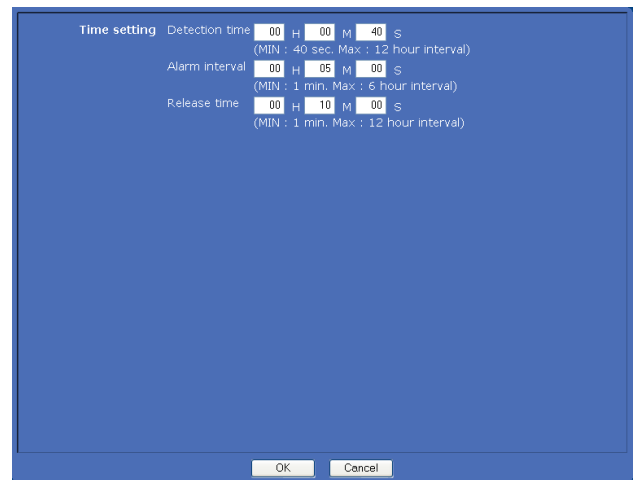 Time setting Detection time 00 H 00 M 40 S
(MIN : 40 sec. Max : 12 hour interval)
Alarm interval 00 H 05 M 00 S
(MIN : 1 min. Max : 6 hour interval)
Release time 00 H 10 M 00 S
(MIN : 1 min. Max : 12 hour interval)
OK Cancel